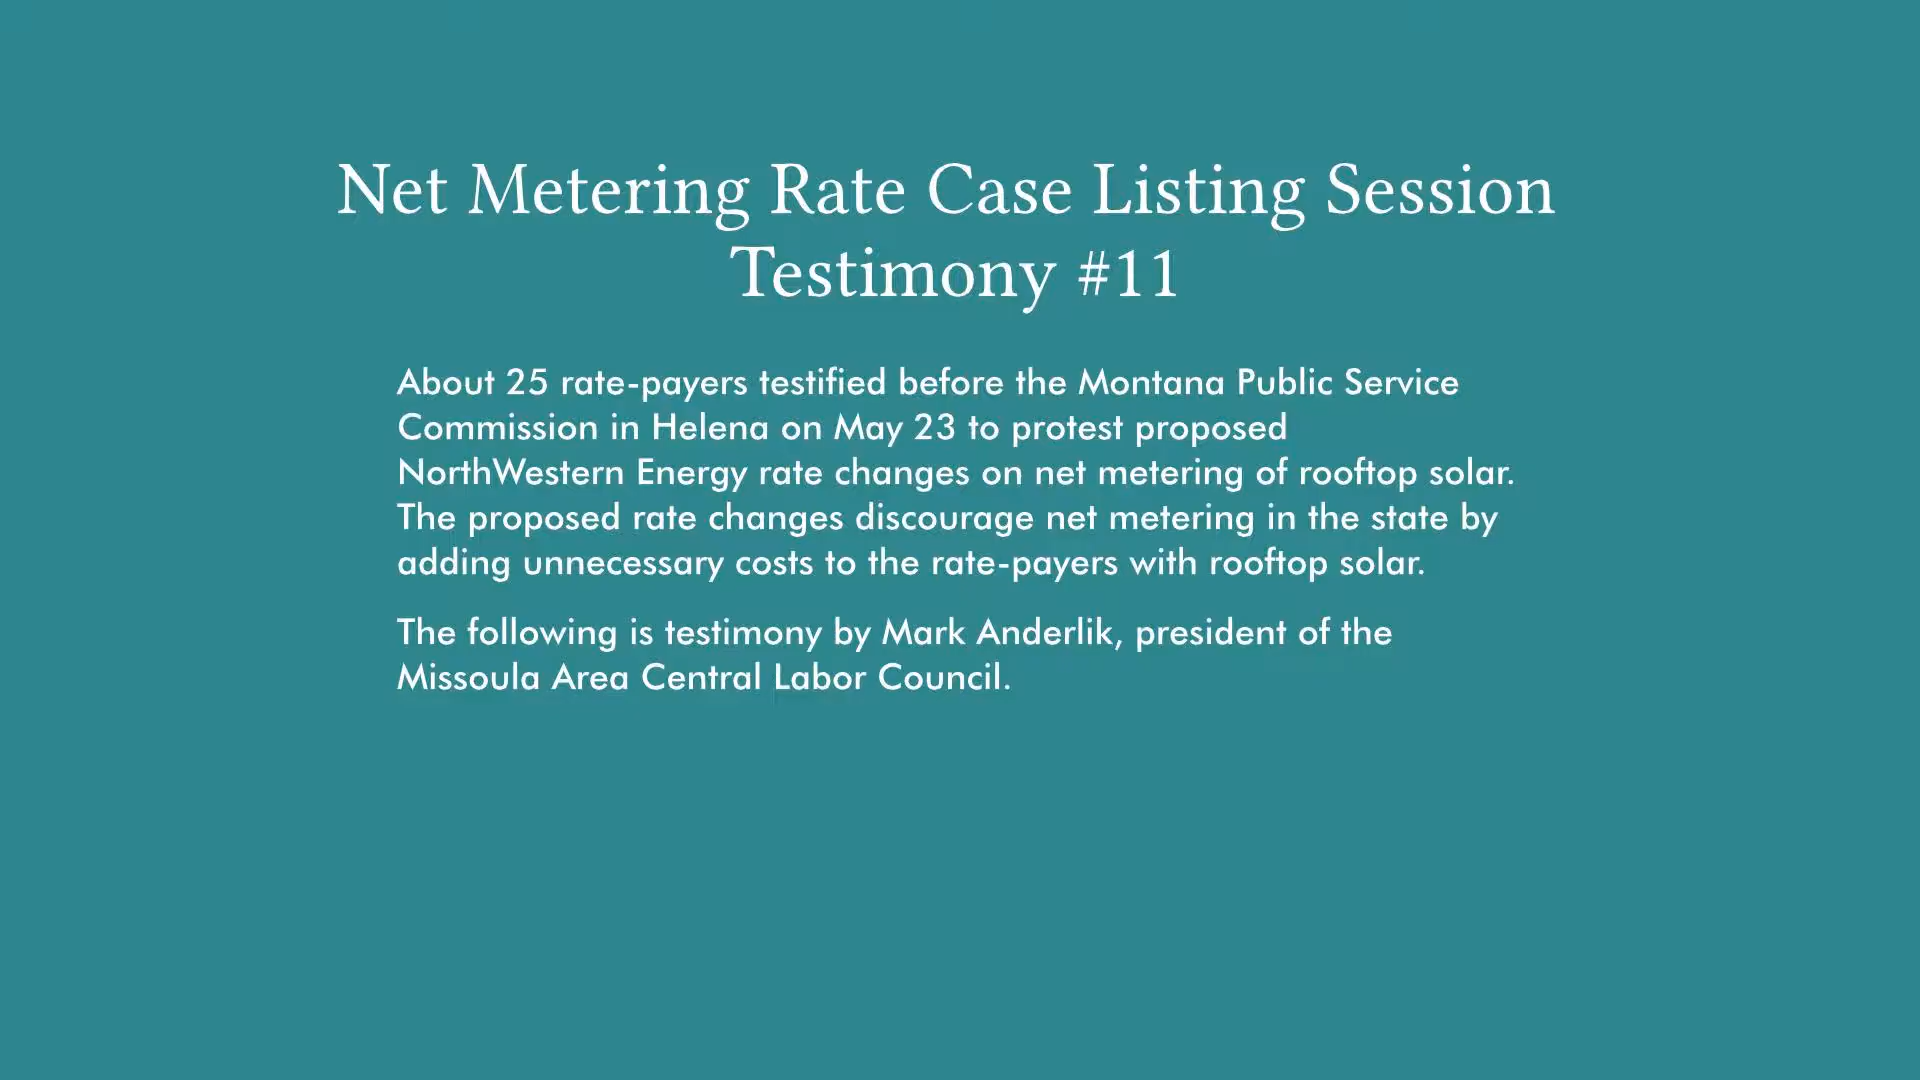 Net Metering Rate Case Listing Session
Testimony #11
About 25 rate-payers testified before the Montana Public Service
Commission in Helena on May 23 to protest proposed
NorthWestern Energy rate changes on net metering of rooftop solar.
The proposed rate changes discourage net metering in the state by
adding unnecessary costs to the rate-payers with rooftop solar.
The following is testimony by Mark Anderlik, president of the
Missoula Area Central Labor Council.